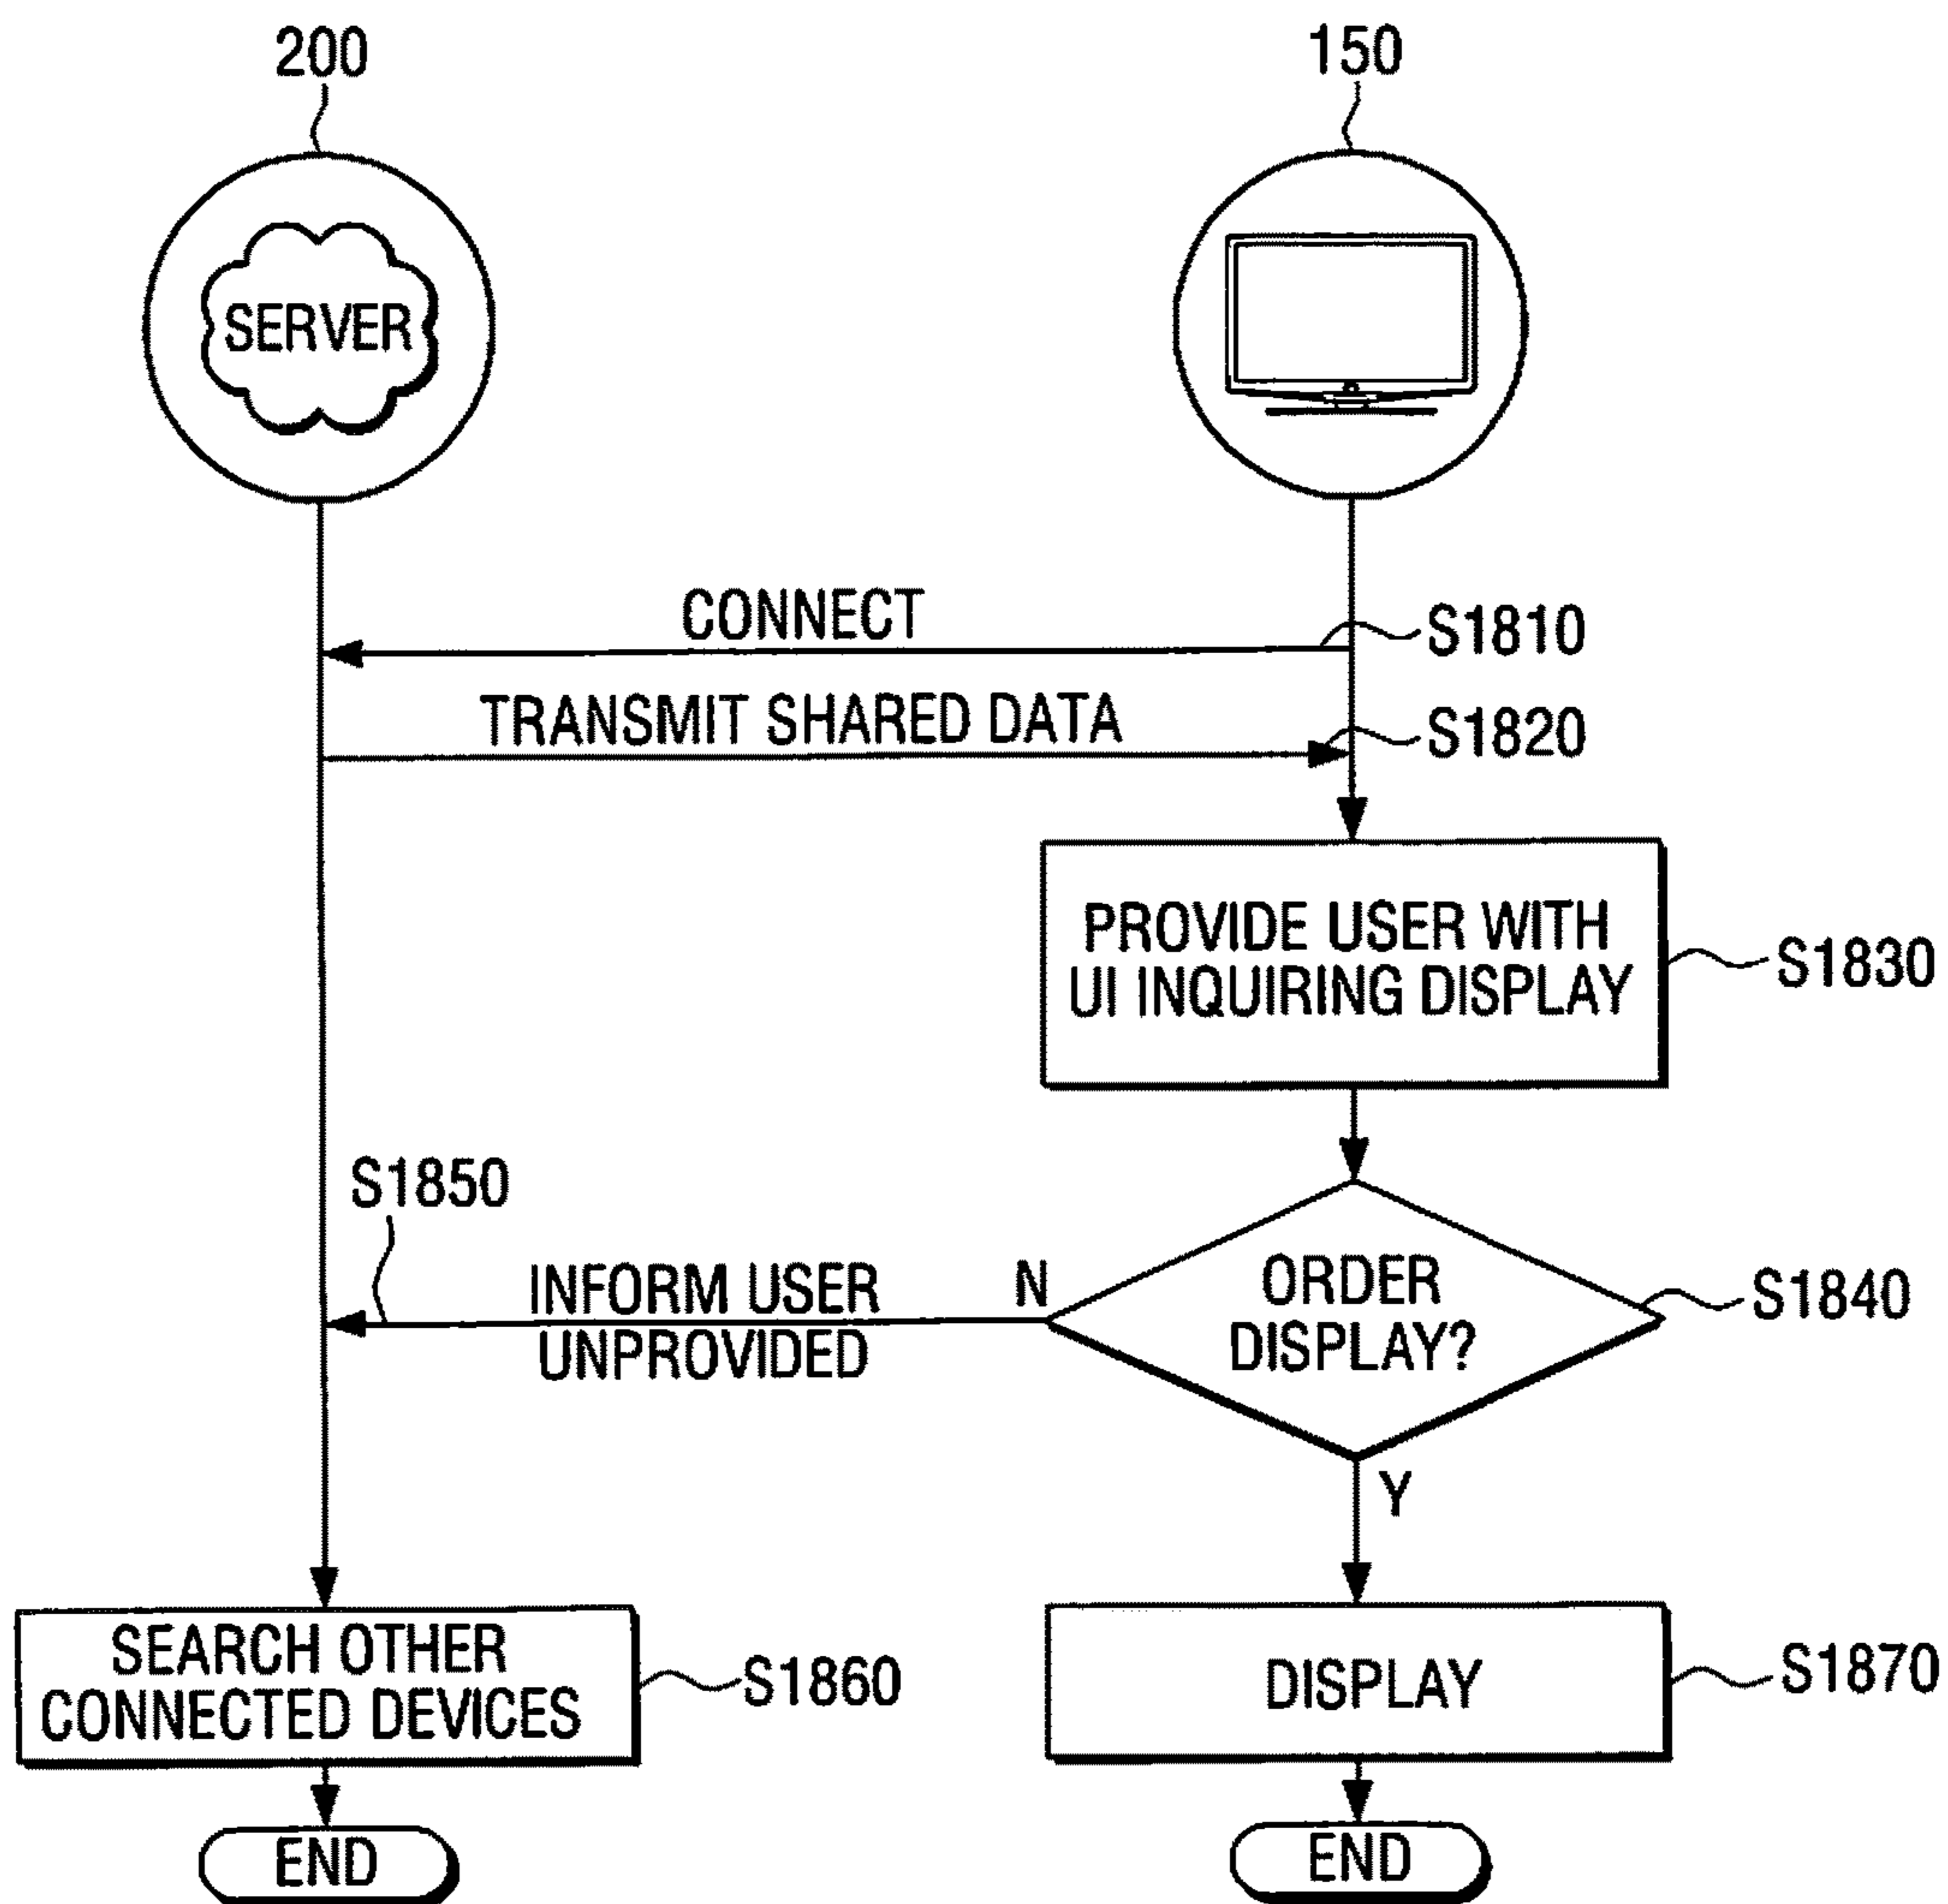 200
150
SERVER
CONNECT
S1810
TRANSMIT SHARED DATA
S1820
PROVIDE USER WITH
UI INQUIRING DISPLAY
S1830
S1850
INFORM USER
UNPROVIDED
N
ORDER
DISPLAY?
S1840
Y
SEARCH OTHER
CONNECTED DEVICES
S1860
DISPLAY
S1870
END
END